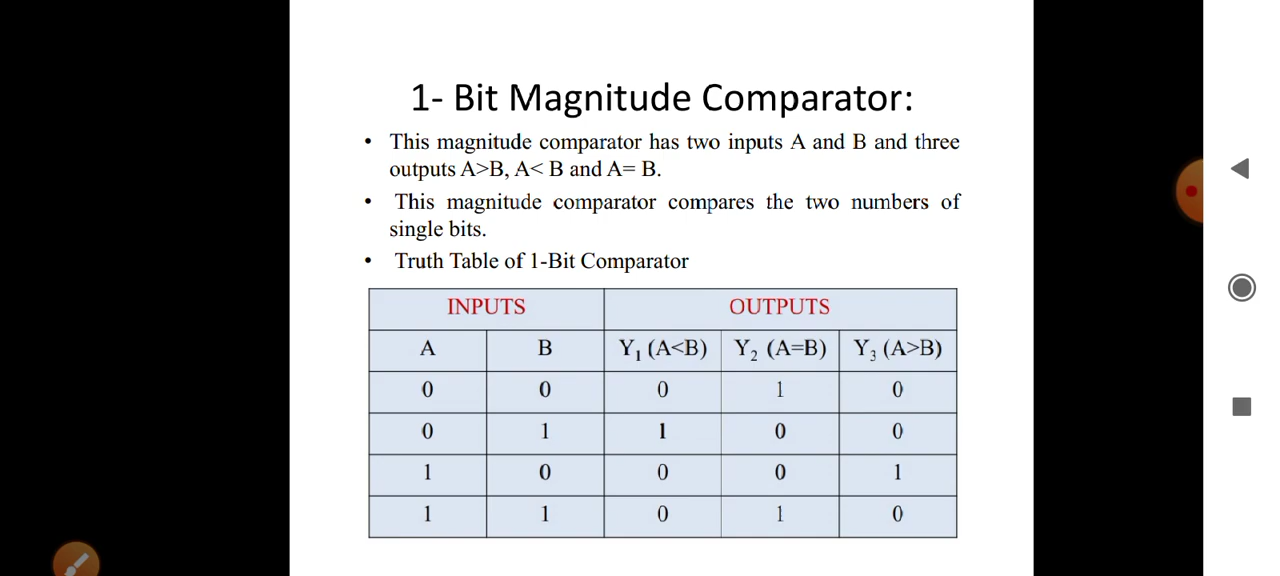 1- Bit Magnitude Comparator:
• This magnitude comparator has two inputs A and B and three
outputs A>B, A< B and A= B.
• This magnitude comparator compares the two numbers of
single bits.
• Truth Table of 1-Bit Comparator
INPUTS OUTPUTS
A B Y₁ (A<B) Y₂ (A=B) Y₃ (A>B)
0 0 0 1 0
0 1 1 0 0
1 0 0 0 1
1 1 0 1 0